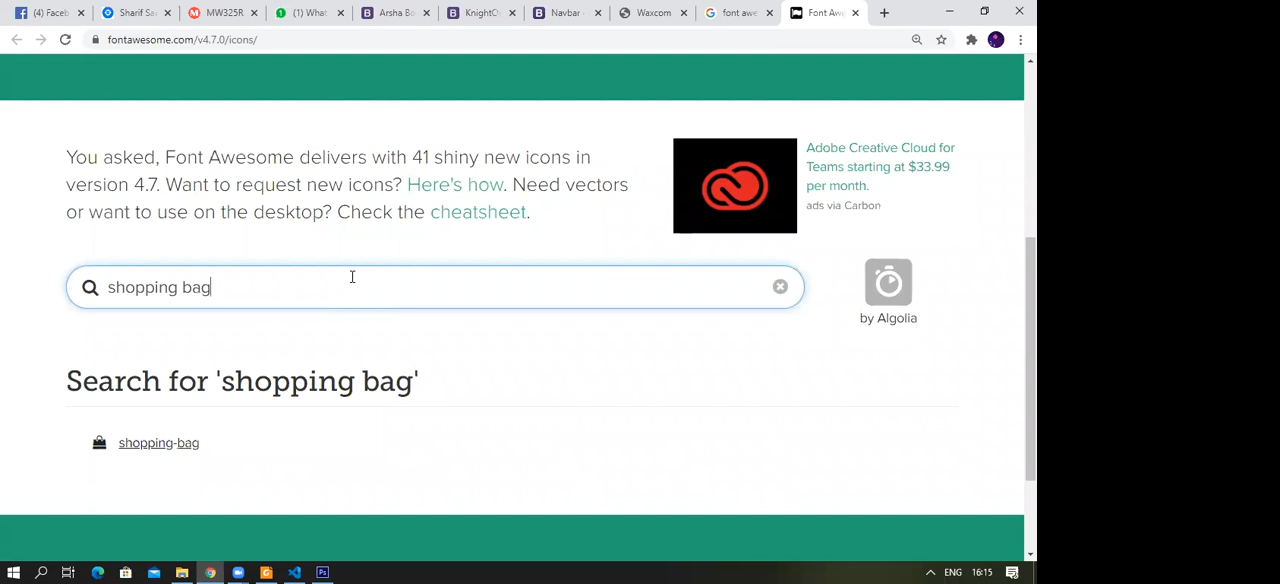 (4) Faceb
Sharif Sa
MW325R
(1) What
Arsha Bo
KnightO
Navbar
Waxcom
font awe
Font Aw
fontawesome.com/v4.7.0/icons/
You asked, Font Awesome delivers with 41 shiny new icons in
version 4.7. Want to request new icons? Here's how. Need vectors
or want to use on the desktop? Check the cheatsheet.
Adobe Creative Cloud for
Teams starting at $33.99
per month.
ads via Carbon
shopping bag
by Algolia
Search for 'shopping bag'
shopping-bag
ENG 16:15